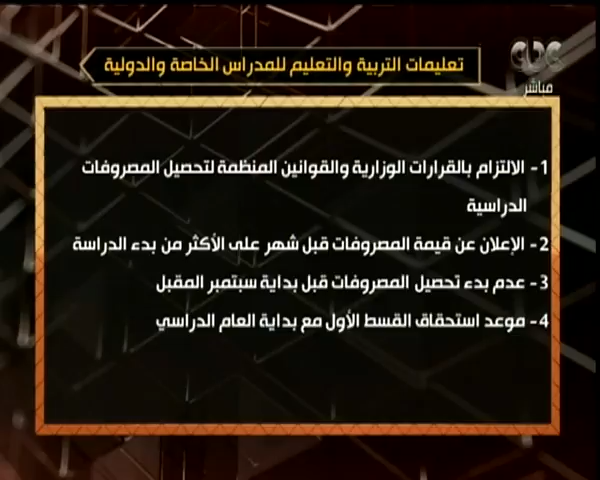 cbc
مباشر
تعليمات التربية والتعليم للمدارس الخاصة والدولية
1- الالتزام بالقرارات الوزارية والقوانين المنظمة لتحصيل المصروفات
الدراسية
2- الإعلان عن قيمة المصروفات قبل شهر على الأكثر من بدء الدراسة
3- عدم بدء تحصيل المصروفات قبل بداية سبتمبر المقبل
4- موعد استحقاق القسط الأول مع بداية العام الدراسي